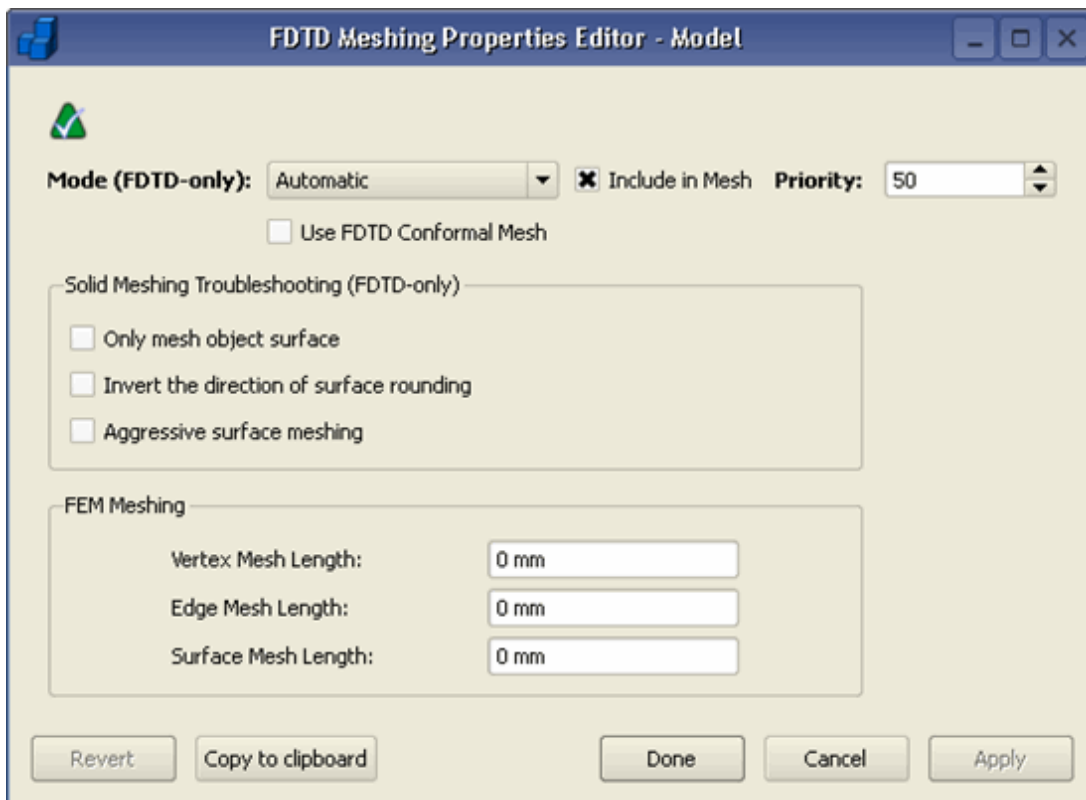 FDTD Meshing Properties Editor - Model
Mode (FDTD-only): Automatic Include in Mesh Priority: 50
Use FDTD Conformal Mesh
Solid Meshing Troubleshooting (FDTD-only)
Only mesh object surface
Invert the direction of surface rounding
Aggressive surface meshing
FEM Meshing
Vertex Mesh Length: 0 mm
Edge Mesh Length: 0 mm
Surface Mesh Length: 0 mm
Revert Copy to clipboard Done Cancel Apply